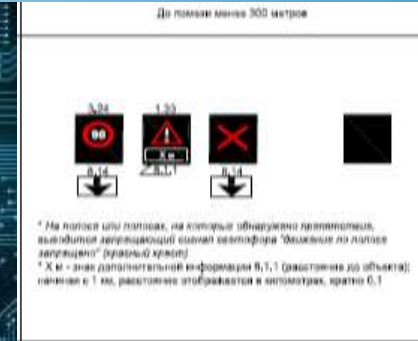 До помехи менее 300 метров
3.24 1.33
90
X м
8.14 8.1.1 8.14
* На полосе или полосах, на которых обнаружено препятствие,
выводится запрещающий сигнал светофора "движение по полосе
запрещено" (красный крест)
* X м - знак дополнительной информации 8.1.1 (расстояние до объекта);
начиная с 1 км, расстояние отображается в километрах, кратно 0.1